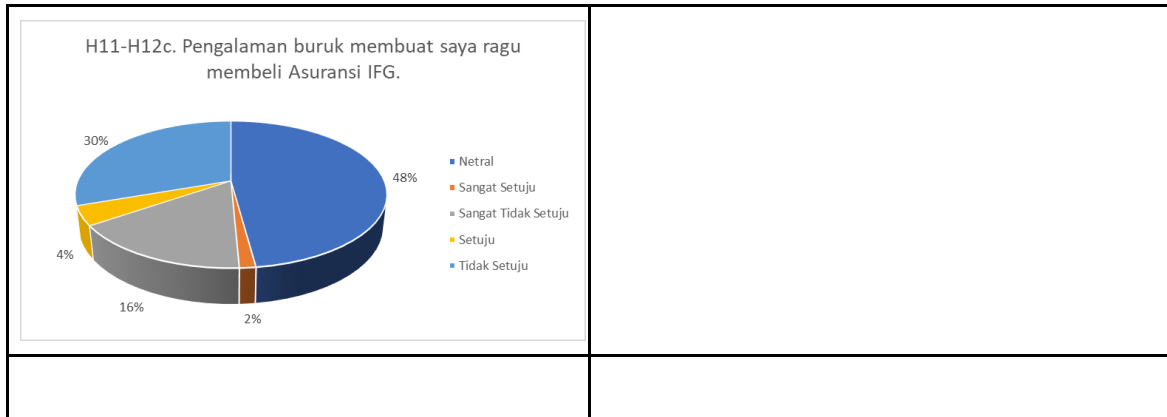 H11-H12c. Pengalaman buruk membuat saya ragu
membeli Asuransi IFG.
30%
48%
4%
16%
2%
Netral
Sangat Setuju
Sangat Tidak Setuju
Setuju
Tidak Setuju